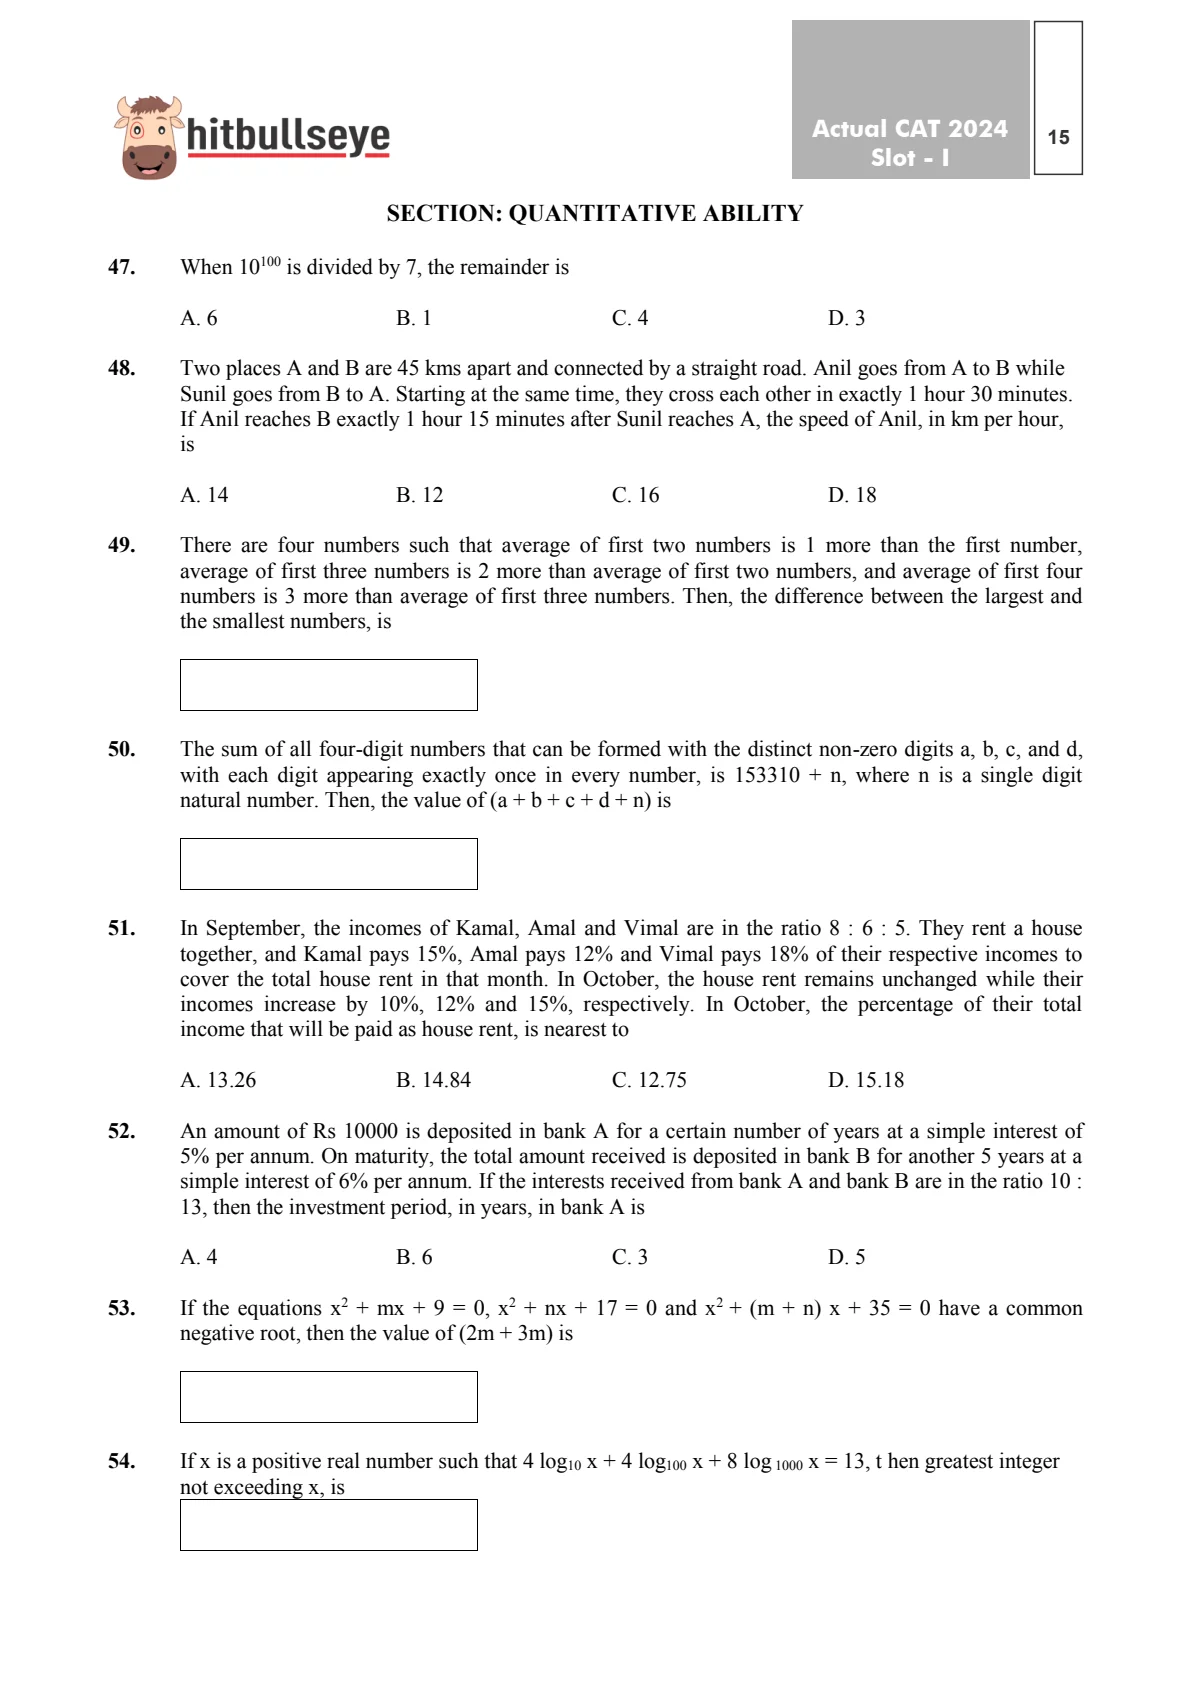 hitbullseye
Actual CAT 2024
Slot - I
15
SECTION: QUANTITATIVE ABILITY
47. When 10¹⁰⁰ is divided by 7, the remainder is
A. 6 B. 1 C. 4 D. 3
48. Two places A and B are 45 kms apart and connected by a straight road. Anil goes from A to B while
Sunil goes from B to A. Starting at the same time, they cross each other in exactly 1 hour 30 minutes.
If Anil reaches B exactly 1 hour 15 minutes after Sunil reaches A, the speed of Anil, in km per hour,
is
A. 14 B. 12 C. 16 D. 18
49. There are four numbers such that average of first two numbers is 1 more than the first number,
average of first three numbers is 2 more than average of first two numbers, and average of first four
numbers is 3 more than average of first three numbers. Then, the difference between the largest and
the smallest numbers, is
50. The sum of all four-digit numbers that can be formed with the distinct non-zero digits a, b, c, and d,
with each digit appearing exactly once in every number, is 153310 + n, where n is a single digit
natural number. Then, the value of (a + b + c + d + n) is
51. In September, the incomes of Kamal, Amal and Vimal are in the ratio 8 : 6 : 5. They rent a house
together, and Kamal pays 15%, Amal pays 12% and Vimal pays 18% of their respective incomes to
cover the total house rent in that month. In October, the house rent remains unchanged while their
incomes increase by 10%, 12% and 15%, respectively. In October, the percentage of their total
income that will be paid as house rent, is nearest to
A. 13.26 B. 14.84 C. 12.75 D. 15.18
52. An amount of Rs 10000 is deposited in bank A for a certain number of years at a simple interest of
5% per annum. On maturity, the total amount received is deposited in bank B for another 5 years at a
simple interest of 6% per annum. If the interests received from bank A and bank B are in the ratio 10 :
13, then the investment period, in years, in bank A is
A. 4 B. 6 C. 3 D. 5
53. If the equations x² + mx + 9 = 0, x² + nx + 17 = 0 and x² + (m + n) x + 35 = 0 have a common
negative root, then the value of (2m + 3m) is
54. If x is a positive real number such that 4 log₁₀ x + 4 log₁₀₀ x + 8 log ₁₀₀₀ x = 13, t hen greatest integer
not exceeding x, is